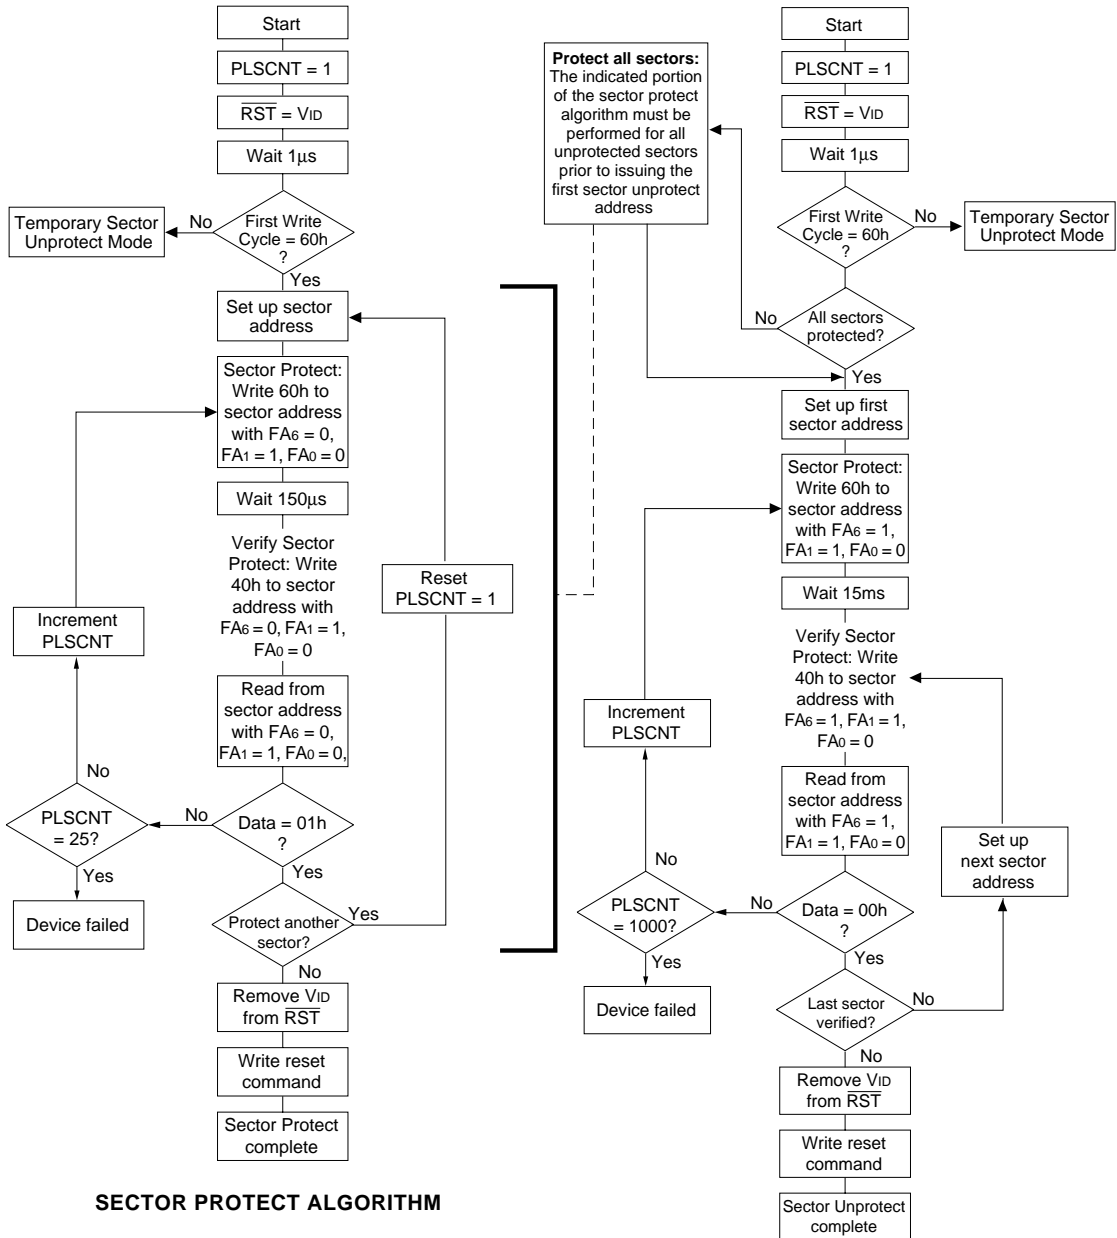 Start
PLSCNT = 1
RST = VID
Wait 1µs
First Write
Cycle = 60h
?
No
Temporary Sector
Unprotect Mode
Yes
Set up sector
address
Sector Protect:
Write 60h to
sector address
with FA6 = 0,
FA1 = 1, FA0 = 0
Wait 150µs
Verify Sector
Protect: Write
40h to sector
address with
FA6 = 0, FA1 = 1,
FA0 = 0
Reset
PLSCNT = 1
Increment
PLSCNT
Read from
sector address
with FA6 = 0,
FA1 = 1, FA0 = 0,
No
PLSCNT
= 25?
No
Data = 01h
?
Yes
Yes
Device failed
Protect another
sector?
Yes
No
Remove VID
from RST
Write reset
command
Sector Protect
complete
SECTOR PROTECT ALGORITHM
Protect all sectors:
The indicated portion
of the sector protect
algorithm must be
performed for all
unprotected sectors
prior to issuing the
first sector unprotect
address
Start
PLSCNT = 1
RST = VID
Wait 1µs
First Write
Cycle = 60h
?
No
Temporary Sector
Unprotect Mode
No
All sectors
protected?
Yes
Set up first
sector address
Sector Protect:
Write 60h to
sector address
with FA6 = 1,
FA1 = 1, FA0 = 0
Wait 15ms
Verify Sector
Protect: Write
40h to sector
address with
FA6 = 1, FA1 = 1,
FA0 = 0
Increment
PLSCNT
Read from
sector address
with FA6 = 1,
FA1 = 1, FA0 = 0
Set up
next sector
address
No
PLSCNT
= 1000?
No
Data = 00h
?
Yes
Yes
Device failed
Last sector
verified?
No
No
Remove VID
from RST
Write reset
command
Sector Unprotect
complete